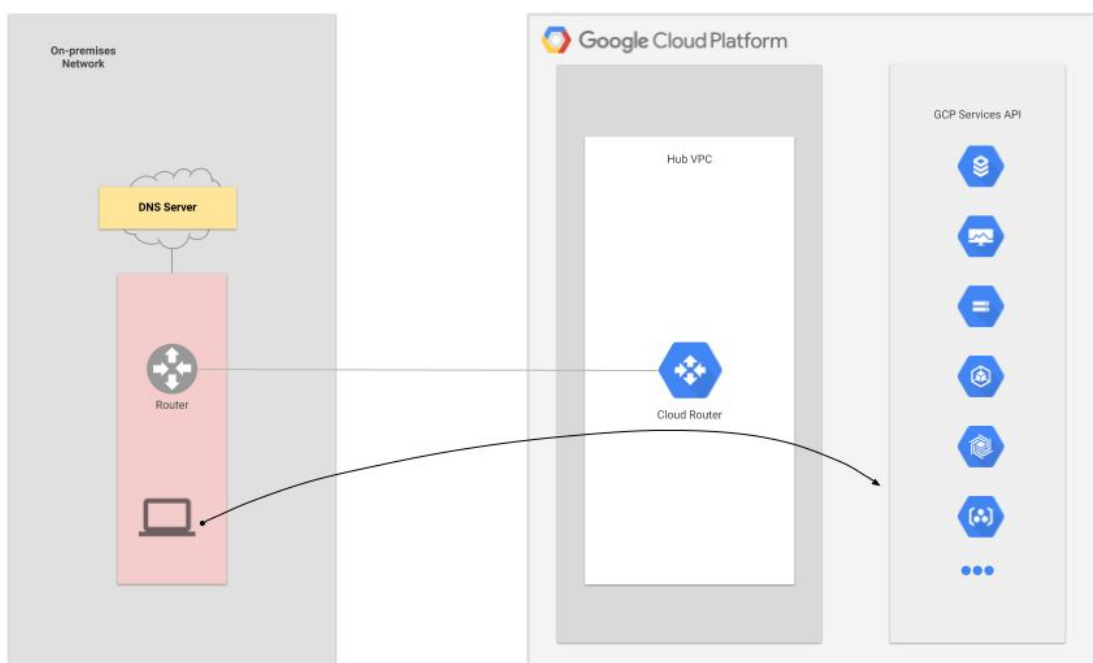 On-premises
Network
DNS Server
Router
Google Cloud Platform
Hub VPC
Cloud Router
GCP Services API